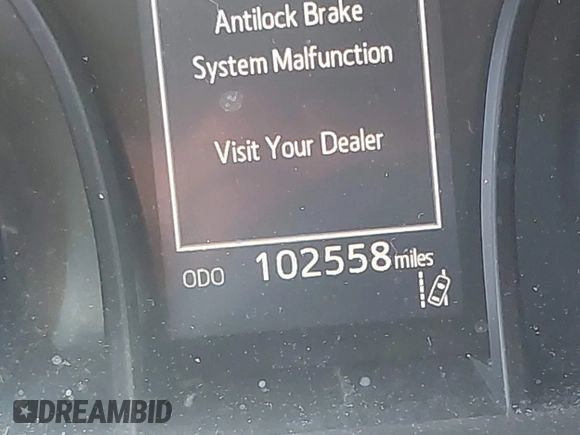 Antilock Brake
System Malfunction
Visit Your Dealer
ODO 102558 miles
DREAMBID